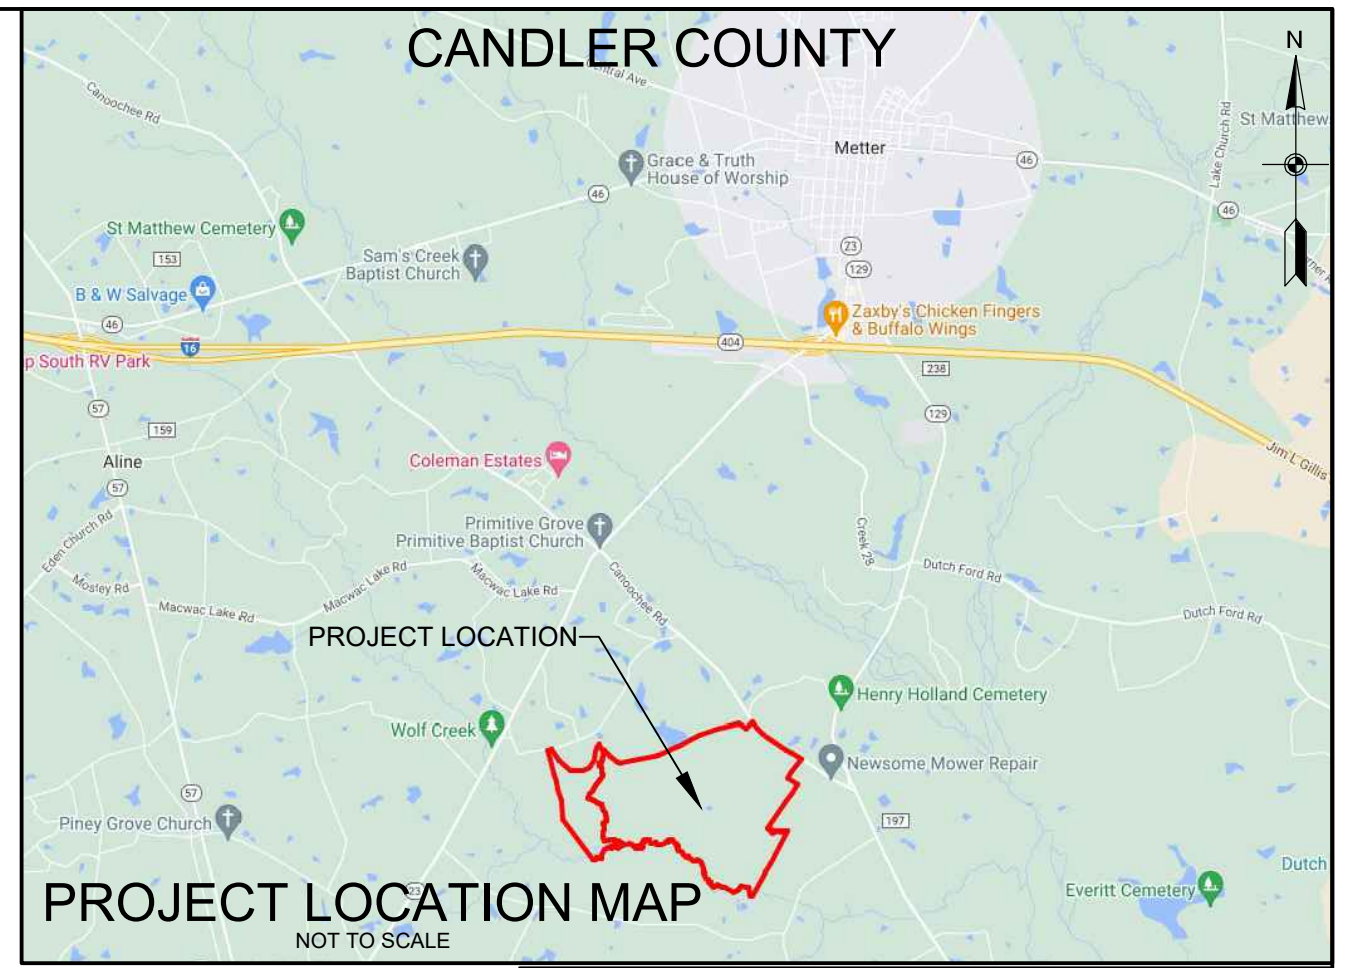 CANDLER COUNTY
N
Canoochee Rd
ntral Ave
Lake Church Rd
St Matthew
Metter
46
Grace & Truth
House of Worship
46
46
St Matthew Cemetery
153
Sam's Creek
Baptist Church
23
129
B & W Salvage
46
Zaxby's Chicken Fingers
& Buffalo Wings
16
404
p South RV Park
238
57
129
159
Aline
Coleman Estates
Jim L Gillis
57
Primitive Grove
Primitive Baptist Church
Eden Church Rd
Creek 28
Mosley Rd
Macwac Lake Rd
Macwac Lake Rd
Macwac Lake Rd
Canoochee Rd
Dutch Ford Rd
Dutch Ford Rd
PROJECT LOCATION
Henry Holland Cemetery
Wolf Creek
Newsome Mower Repair
57
Piney Grove Church
197
Dutch
Everitt Cemetery
23
PROJECT LOCATION MAP
NOT TO SCALE